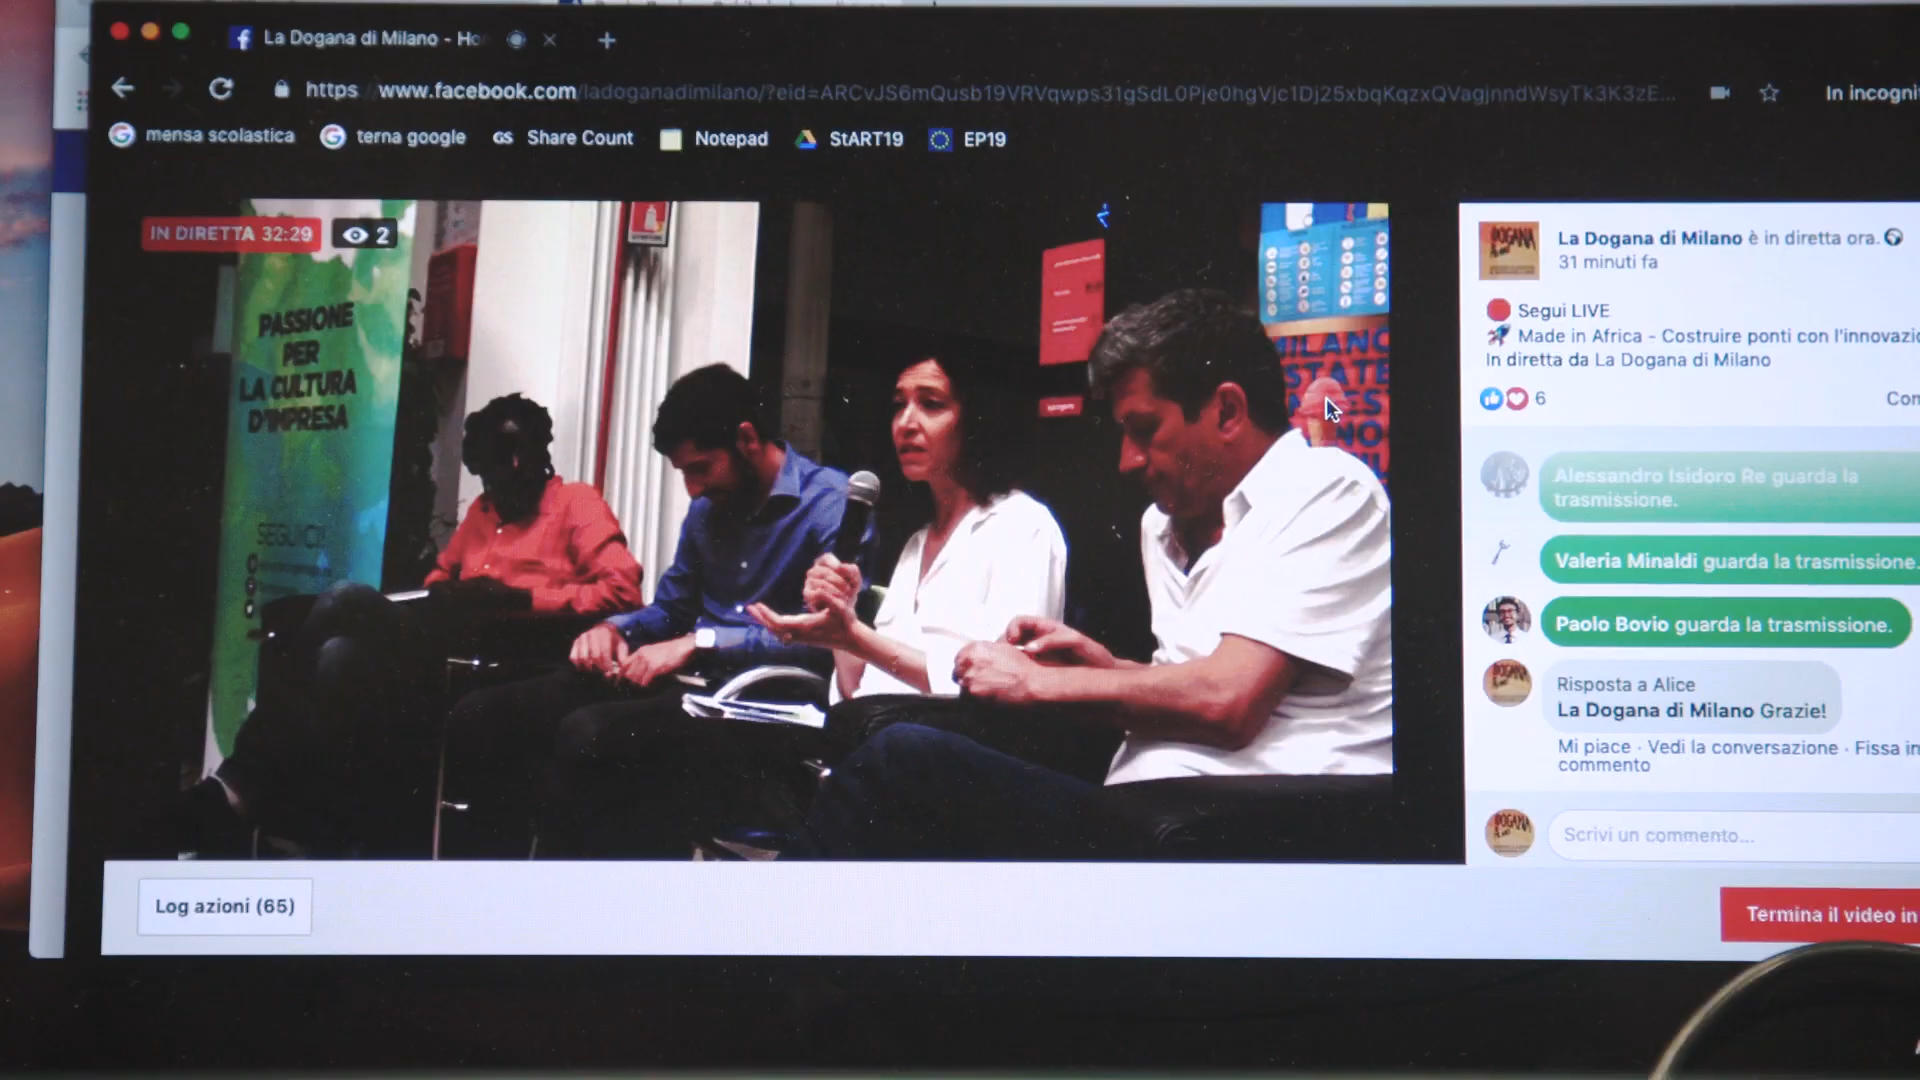 La Dogana di Milano - Ho
https www.facebook.com/ladoganadimilano/?eid=ARCvJS6mQusb19VRVqwps31gSdL0Pje0hgVjc1Dj25xbqKqzxQVagjnndWsyTk3K3zE...
In incogni
mensa scolastica
terna google
GS Share Count
Notepad
StART19
EP19
IN DIRETTA 32:29
2
PASSIONE
PER
LA CULTURA
D'IMPRESA
SEGUICI!
MILANO
STATE
La Dogana di Milano è in diretta ora.
31 minuti fa
Segui LIVE
Made in Africa - Costruire ponti con l'innovazio
In diretta da La Dogana di Milano
6
Con
Alessandro Isidoro Re guarda la
trasmissione.
Valeria Minaldi guarda la trasmissione.
Paolo Bovio guarda la trasmissione.
Risposta a Alice
La Dogana di Milano Grazie!
Mi piace · Vedi la conversazione · Fissa in
commento
Scrivi un commento...
Log azioni (65)
Termina il video in